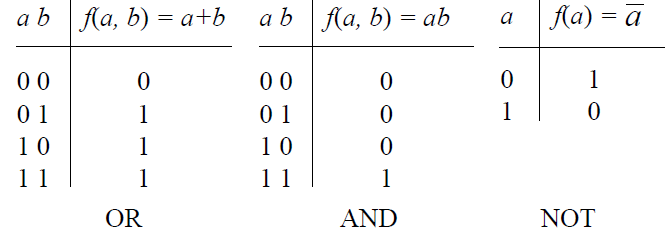 a b f(a, b) = a+b a b f(a, b) = ab a f(a) = a̅
0 0 0 0 0 0 0 1
0 1 1 0 1 0 1 0
1 0 1 1 0 0
1 1 1 1 1 1
OR AND NOT